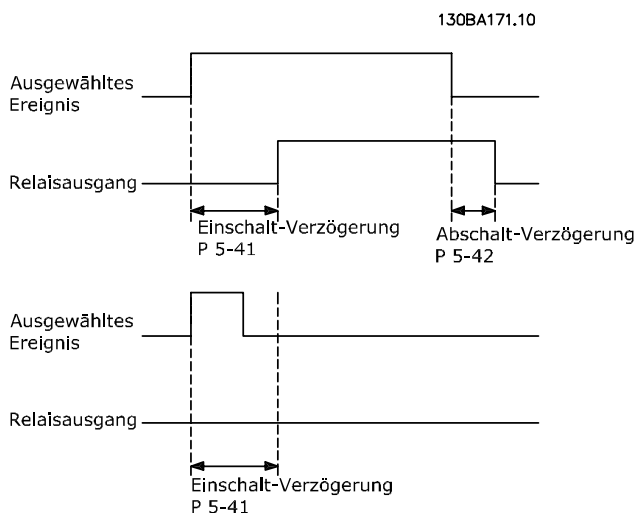 130BA171.10
Ausgewähltes
Ereignis
Relaisausgang
Einschalt-Verzögerung
P 5-41
Abschalt-Verzögerung
P 5-42
Ausgewähltes
Ereignis
Relaisausgang
Einschalt-Verzögerung
P 5-41